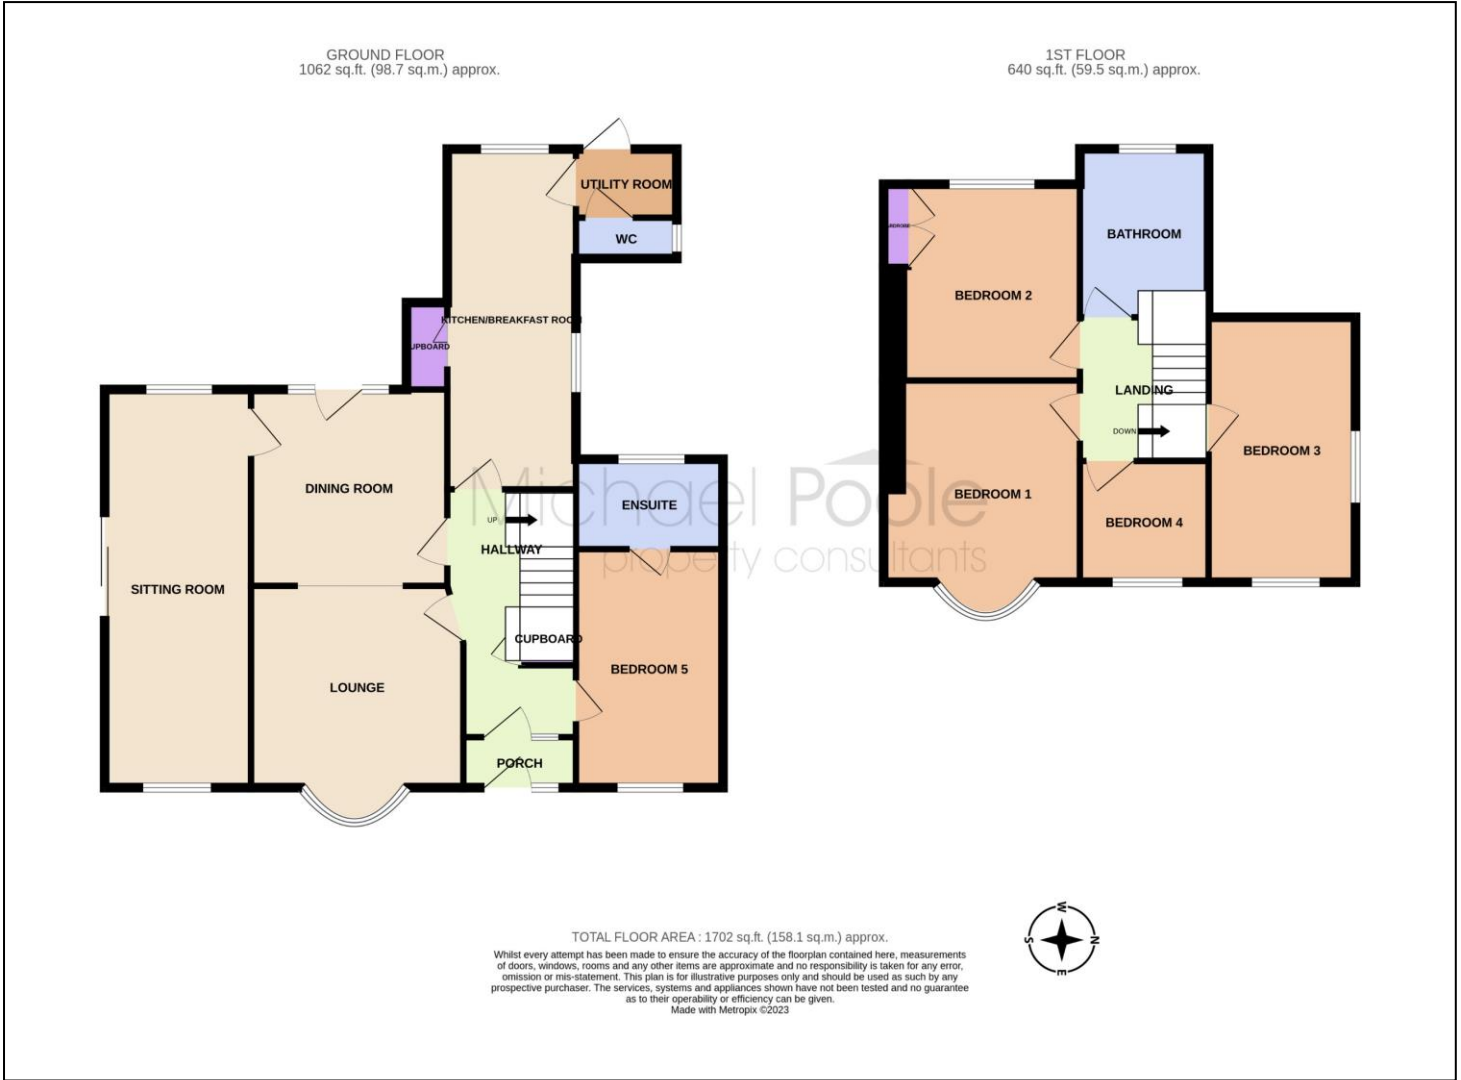 GROUND FLOOR
1062 sq.ft. (98.7 sq.m.) approx.
1ST FLOOR
640 sq.ft. (59.5 sq.m.) approx.
UTILITY ROOM
WC
KITCHEN/BREAKFAST ROOM
UPBOARD
DINING ROOM
SITTING ROOM
LOUNGE
UP
HALLWAY
CUPBOARD
PORCH
ENSUITE
BEDROOM 5
BATHROOM
BEDROOM 2
LANDING
DOWN
BEDROOM 3
BEDROOM 1
BEDROOM 4
Michael Poole
property consultants
TOTAL FLOOR AREA : 1702 sq.ft. (158.1 sq.m.) approx.
Whilst every attempt has been made to ensure the accuracy of the floorplan contained here, measurements
of doors, windows, rooms and any other items are approximate and no responsibility is taken for any error,
omission or mis-statement. This plan is for illustrative purposes only and should be used as such by any
prospective purchaser. The services, systems and appliances shown have not been tested and no guarantee
as to their operability or efficiency can be given.
Made with Metropix ©2023
W
S
N
E